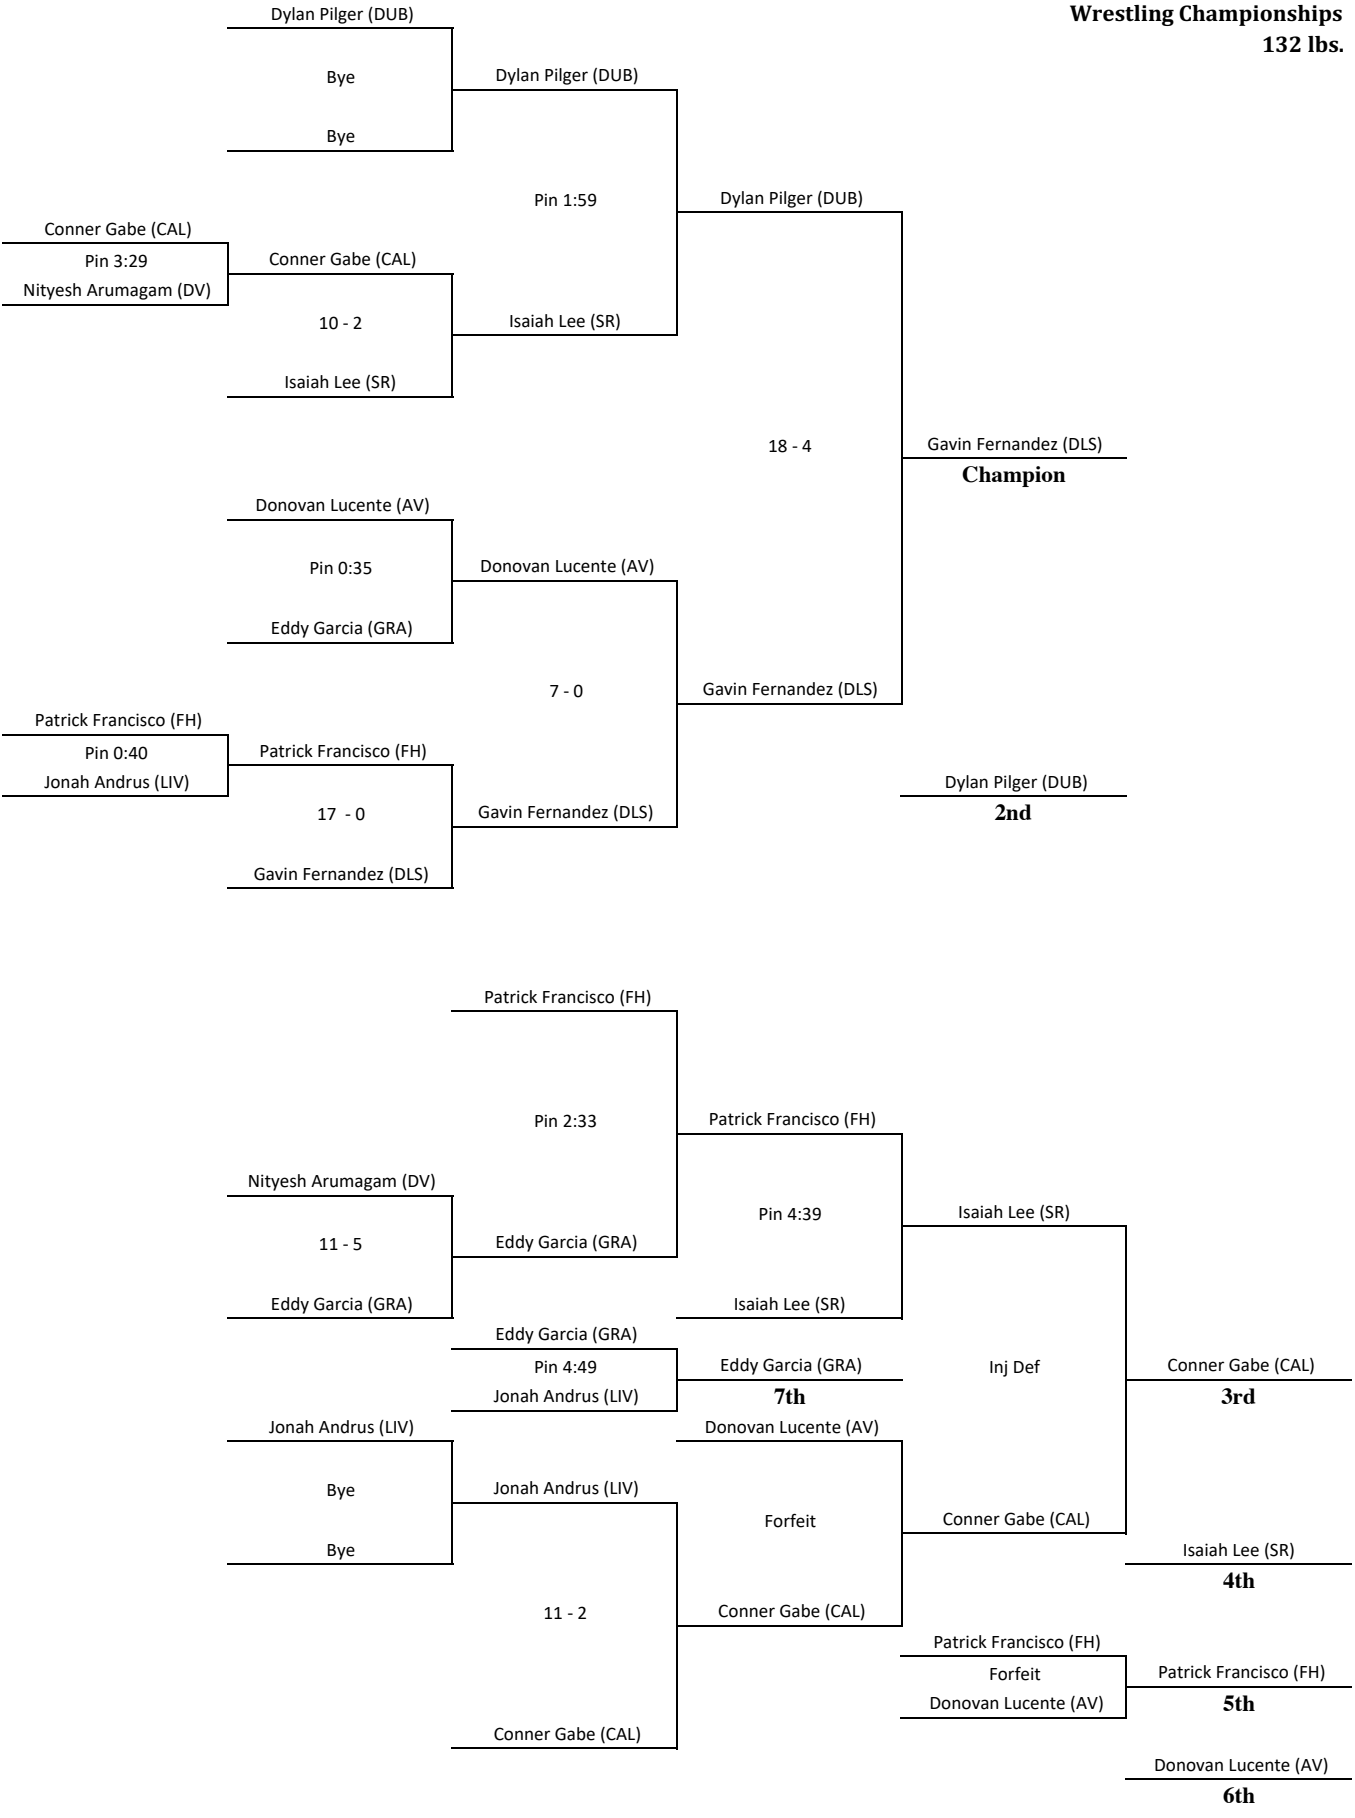 Wrestling Championships
132 lbs.
Dylan Pilger (DUB)
Bye
Dylan Pilger (DUB)
Bye
Pin 1:59
Dylan Pilger (DUB)
Conner Gabe (CAL)
Pin 3:29
Conner Gabe (CAL)
Nityesh Arumagam (DV)
10 - 2
Isaiah Lee (SR)
Isaiah Lee (SR)
18 - 4
Gavin Fernandez (DLS)
Champion
Donovan Lucente (AV)
Pin 0:35
Donovan Lucente (AV)
Eddy Garcia (GRA)
7 - 0
Gavin Fernandez (DLS)
Patrick Francisco (FH)
Pin 0:40
Patrick Francisco (FH)
Jonah Andrus (LIV)
Dylan Pilger (DUB)
2nd
17 - 0
Gavin Fernandez (DLS)
Gavin Fernandez (DLS)
Patrick Francisco (FH)
Pin 2:33
Patrick Francisco (FH)
Nityesh Arumagam (DV)
Pin 4:39
Isaiah Lee (SR)
11 - 5
Eddy Garcia (GRA)
Eddy Garcia (GRA)
Isaiah Lee (SR)
Eddy Garcia (GRA)
Pin 4:49
Eddy Garcia (GRA)
Inj Def
Conner Gabe (CAL)
Jonah Andrus (LIV)
7th
3rd
Jonah Andrus (LIV)
Donovan Lucente (AV)
Bye
Jonah Andrus (LIV)
Forfeit
Conner Gabe (CAL)
Bye
Isaiah Lee (SR)
4th
11 - 2
Conner Gabe (CAL)
Patrick Francisco (FH)
Forfeit
Patrick Francisco (FH)
Donovan Lucente (AV)
5th
Conner Gabe (CAL)
Donovan Lucente (AV)
6th